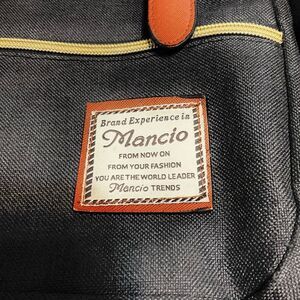 Brand Experience in
Mancio
FROM NOW ON
FROM YOUR FASHION
YOU ARE THE WORLD LEADER
Mancio TRENDS